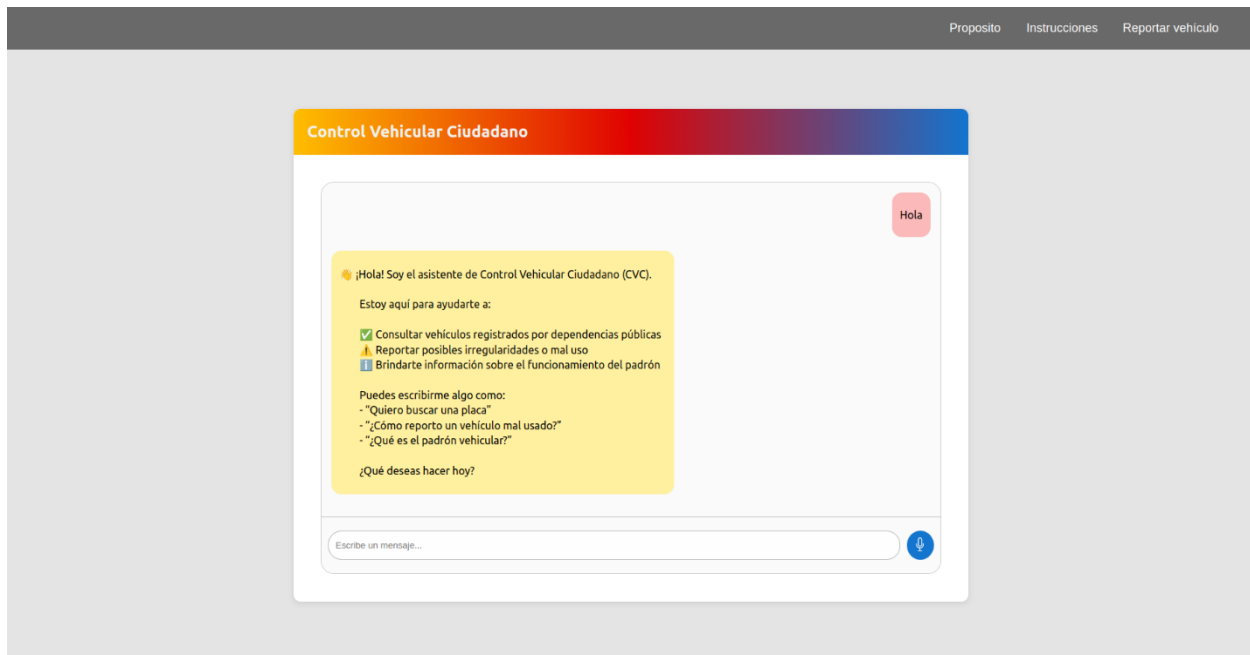 Proposito Instrucciones Reportar vehículo
Control Vehicular Ciudadano
Hola
👋 ¡Hola! Soy el asistente de Control Vehicular Ciudadano (CVC).
Estoy aquí para ayudarte a:
✅ Consultar vehículos registrados por dependencias públicas
⚠️ Reportar posibles irregularidades o mal uso
ℹ️ Brindarte información sobre el funcionamiento del padrón
Puedes escribirme algo como:
- "Quiero buscar una placa"
- "¿Cómo reporto un vehículo mal usado?"
- "¿Qué es el padrón vehicular?"
¿Qué deseas hacer hoy?
Escribe un mensaje...